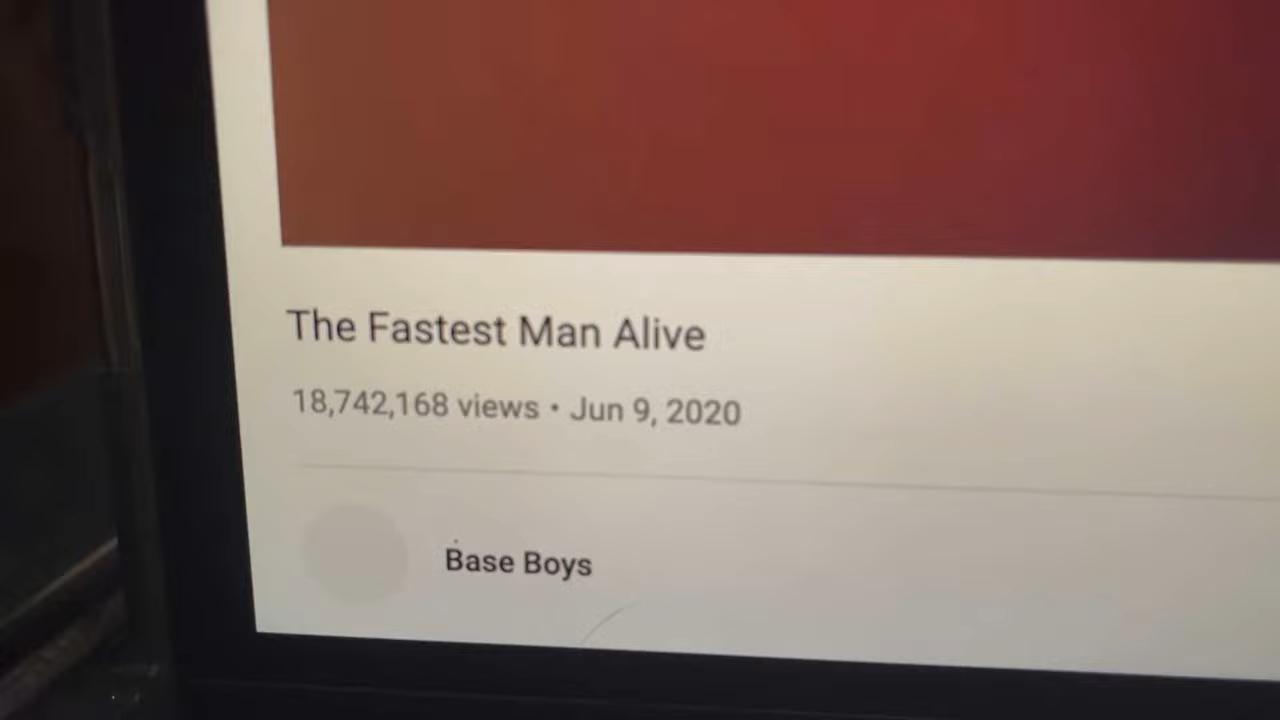 The Fastest Man Alive
18,742,168 views • Jun 9, 2020
Base Boys